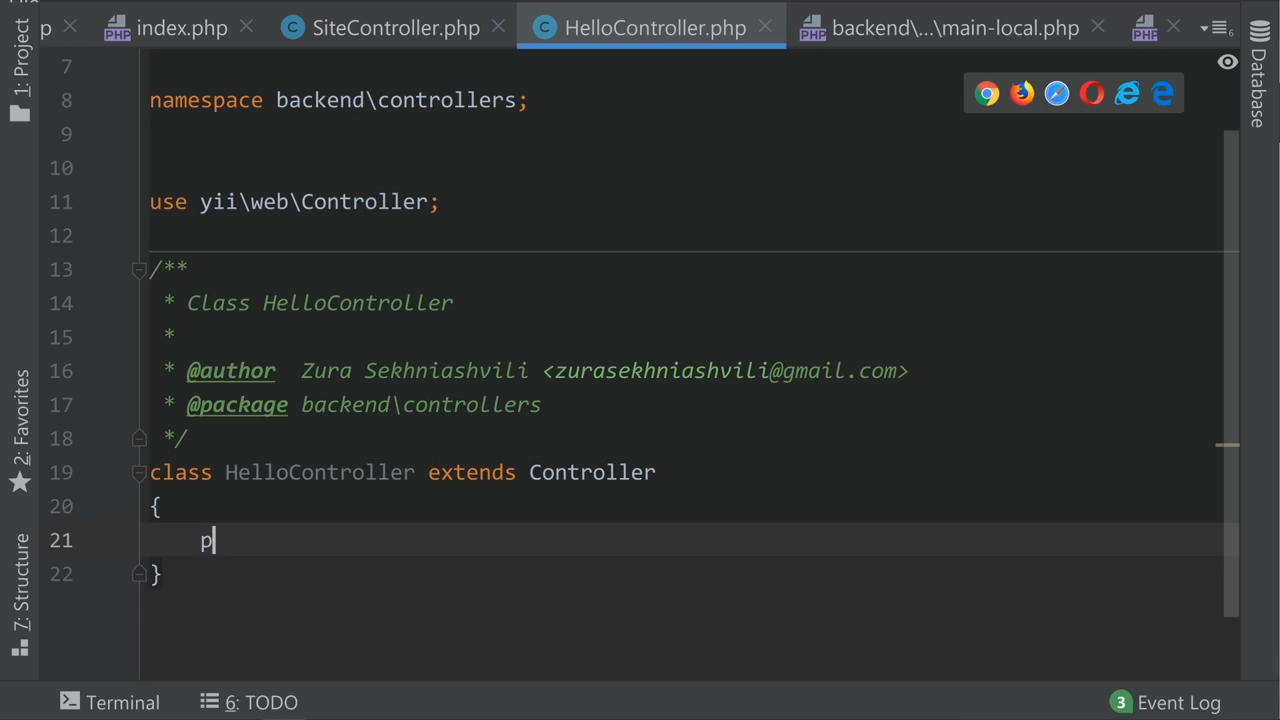 p
index.php
SiteController.php
HelloController.php
backend\...\main-local.php
6
1: Project
2: Favorites
7: Structure
Database
7
8 namespace backend\controllers;
9
10
11 use yii\web\Controller;
12
13 /**
14 * Class HelloController
15 *
16 * @author Zura Sekhniashvili <zurasekhniashvili@gmail.com>
17 * @package backend\controllers
18 */
19 class HelloController extends Controller
20 {
21 p
22 }
Terminal
6: TODO
3 Event Log